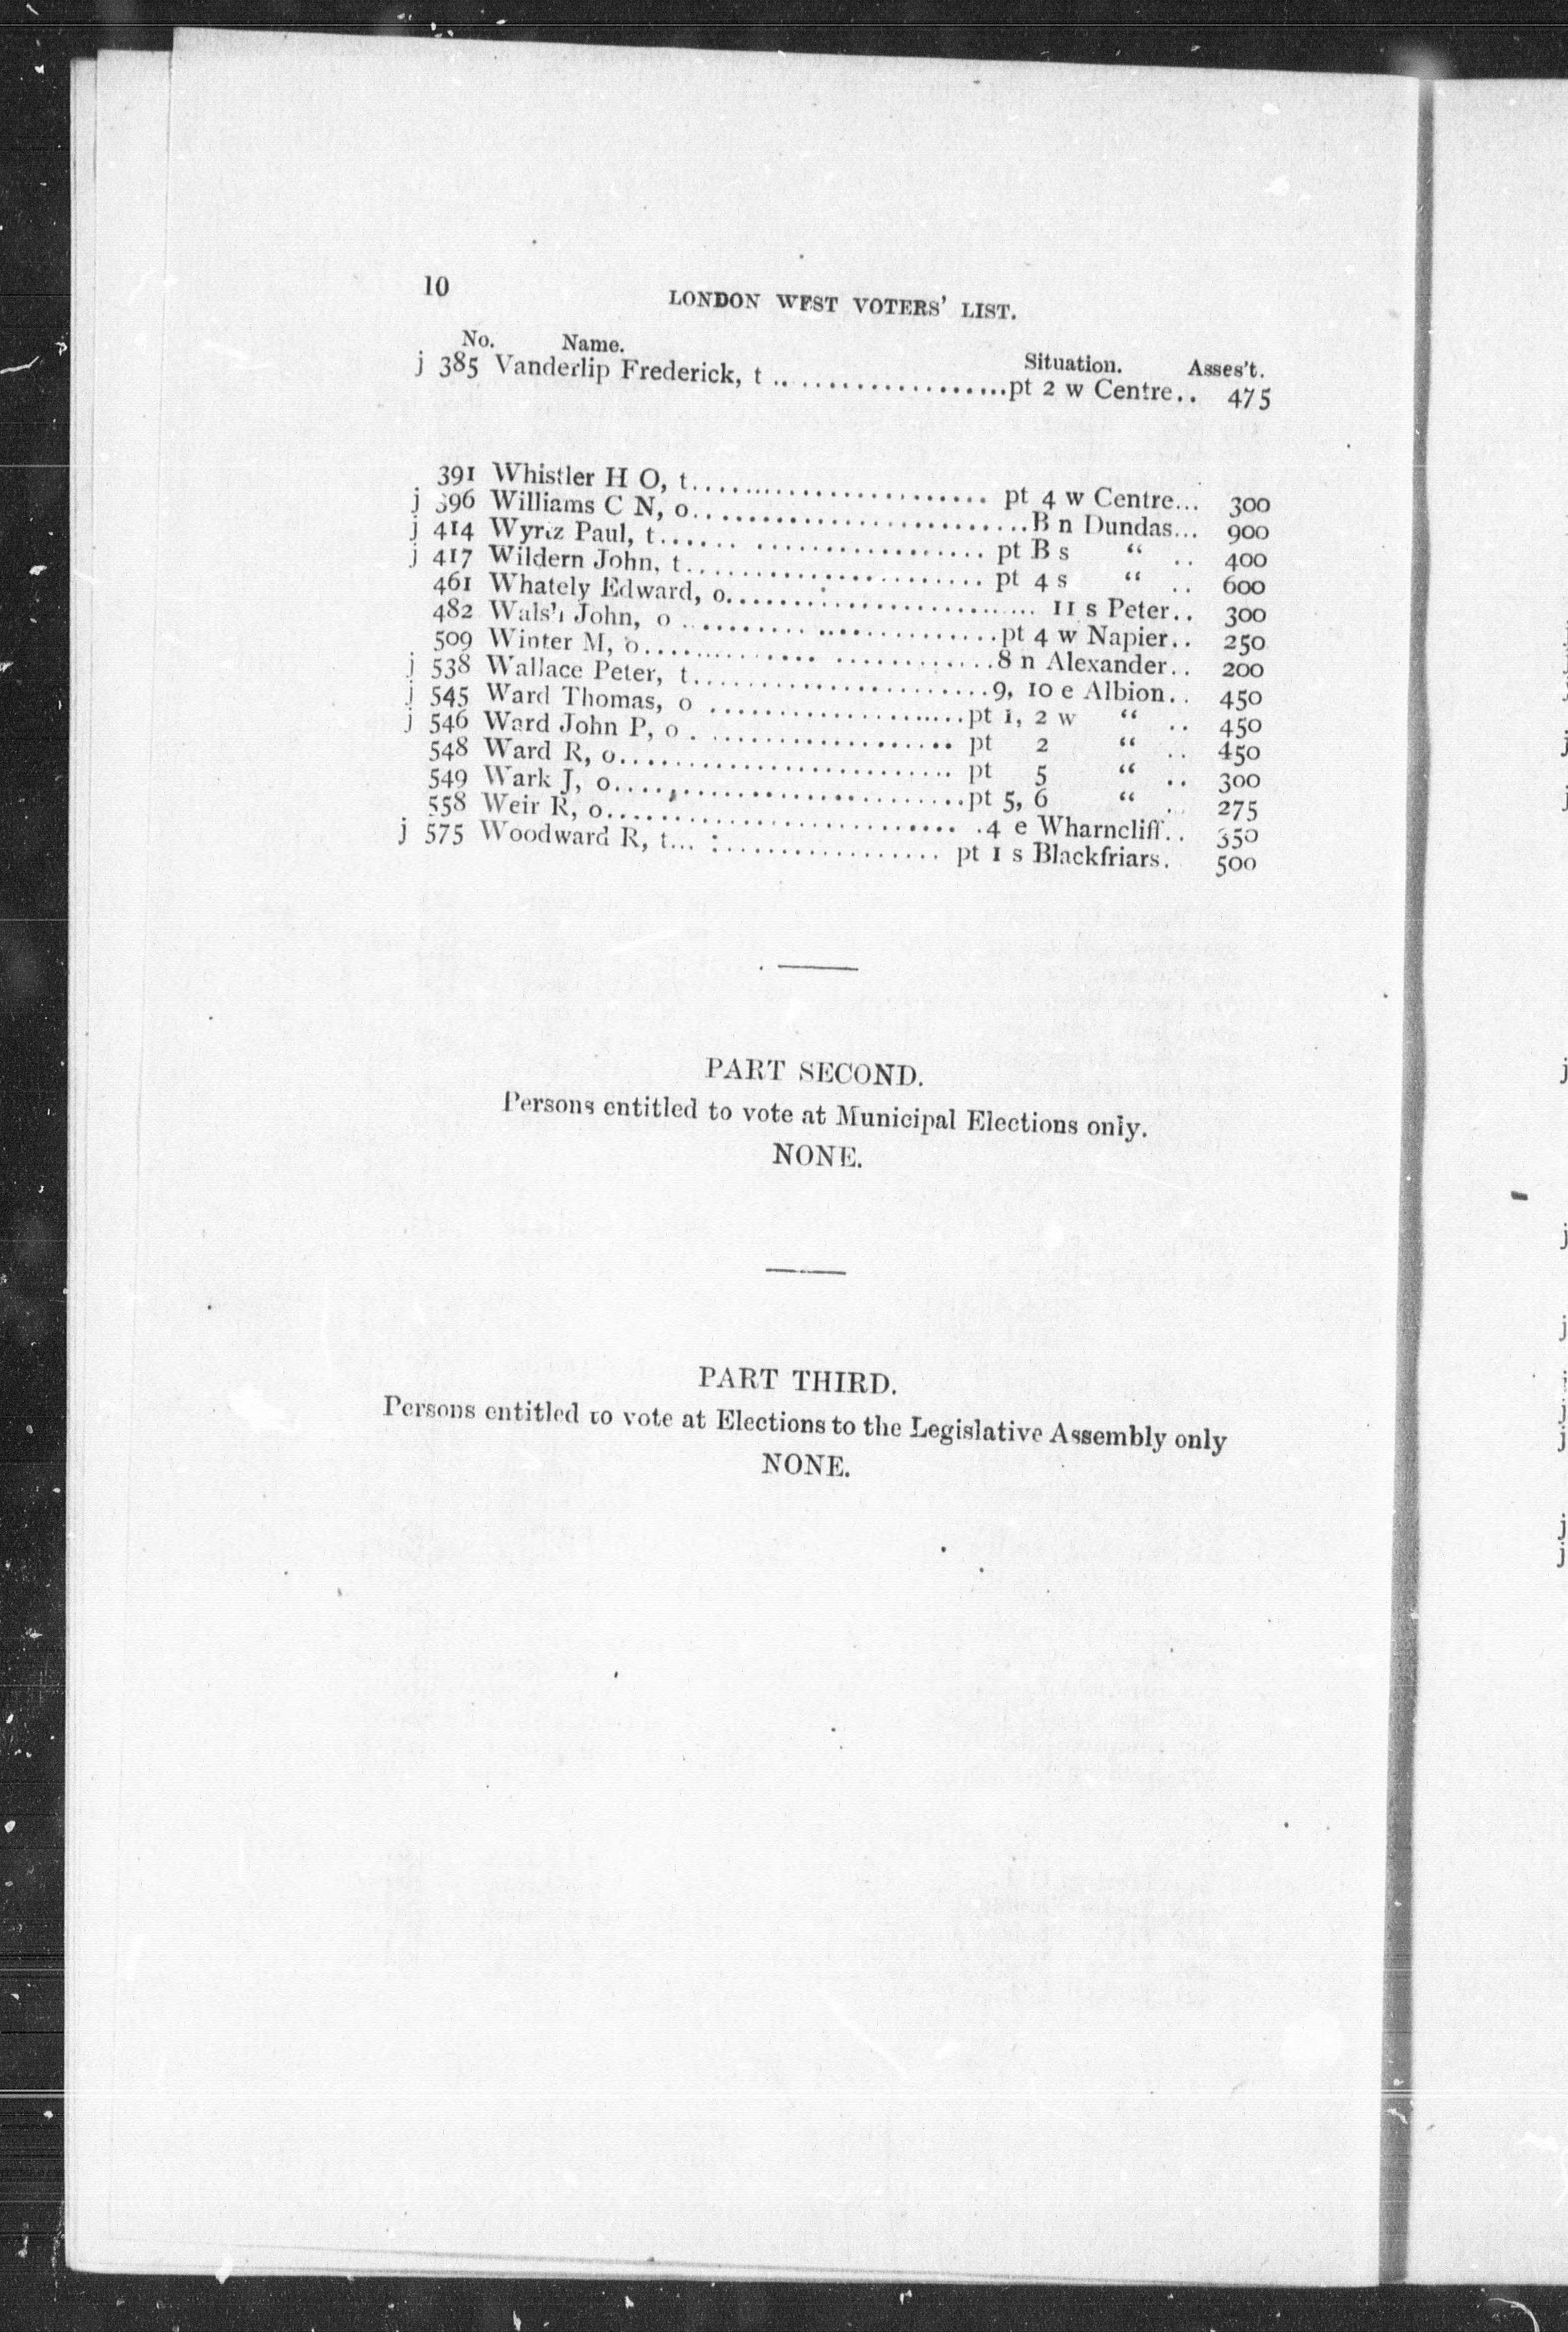 10
LONDON WEST VOTERS' LIST.
No. Name. Situation. Asses't.
j 385 Vanderlip Frederick, t .. ....................pt 2 w Centre.. 475
391 Whistler H O, t............................. pt 4 w Centre... 300
j 396 Williams C N, o.............................B n Dundas... 900
j 414 Wyrtz Paul, t...... ...................... pt B s “ .. 400
j 417 Wildern John, t............................ pt 4 s “ .. 600
461 Whately Edward, o............................ 11 s Peter.. 300
482 Walsh John, o .......... .................pt 4 w Napier.. 250
509 Winter M, o................ ............8 n Alexander.. 200
j 538 Wallace Peter, t...........................9, 10 e Albion.. 450
j 545 Ward Thomas, o .......................pt 1, 2 w “ .. 450
j 546 Ward John P, o . ...................... pt 2 “ .. 450
548 Ward R, o............................. pt 5 “ .. 300
549 Wark J, o..............................pt 5, 6 “ . 275
558 Weir R, o.............................. .4 e Wharncliff.. 350
j 575 Woodward R, t... :.................. pt 1 s Blackfriars. 500
PART SECOND.
Persons entitled to vote at Municipal Elections only.
NONE.
PART THIRD.
Persons entitled to vote at Elections to the Legislative Assembly only
NONE.
j
j
j
j
j
j
j
j
j